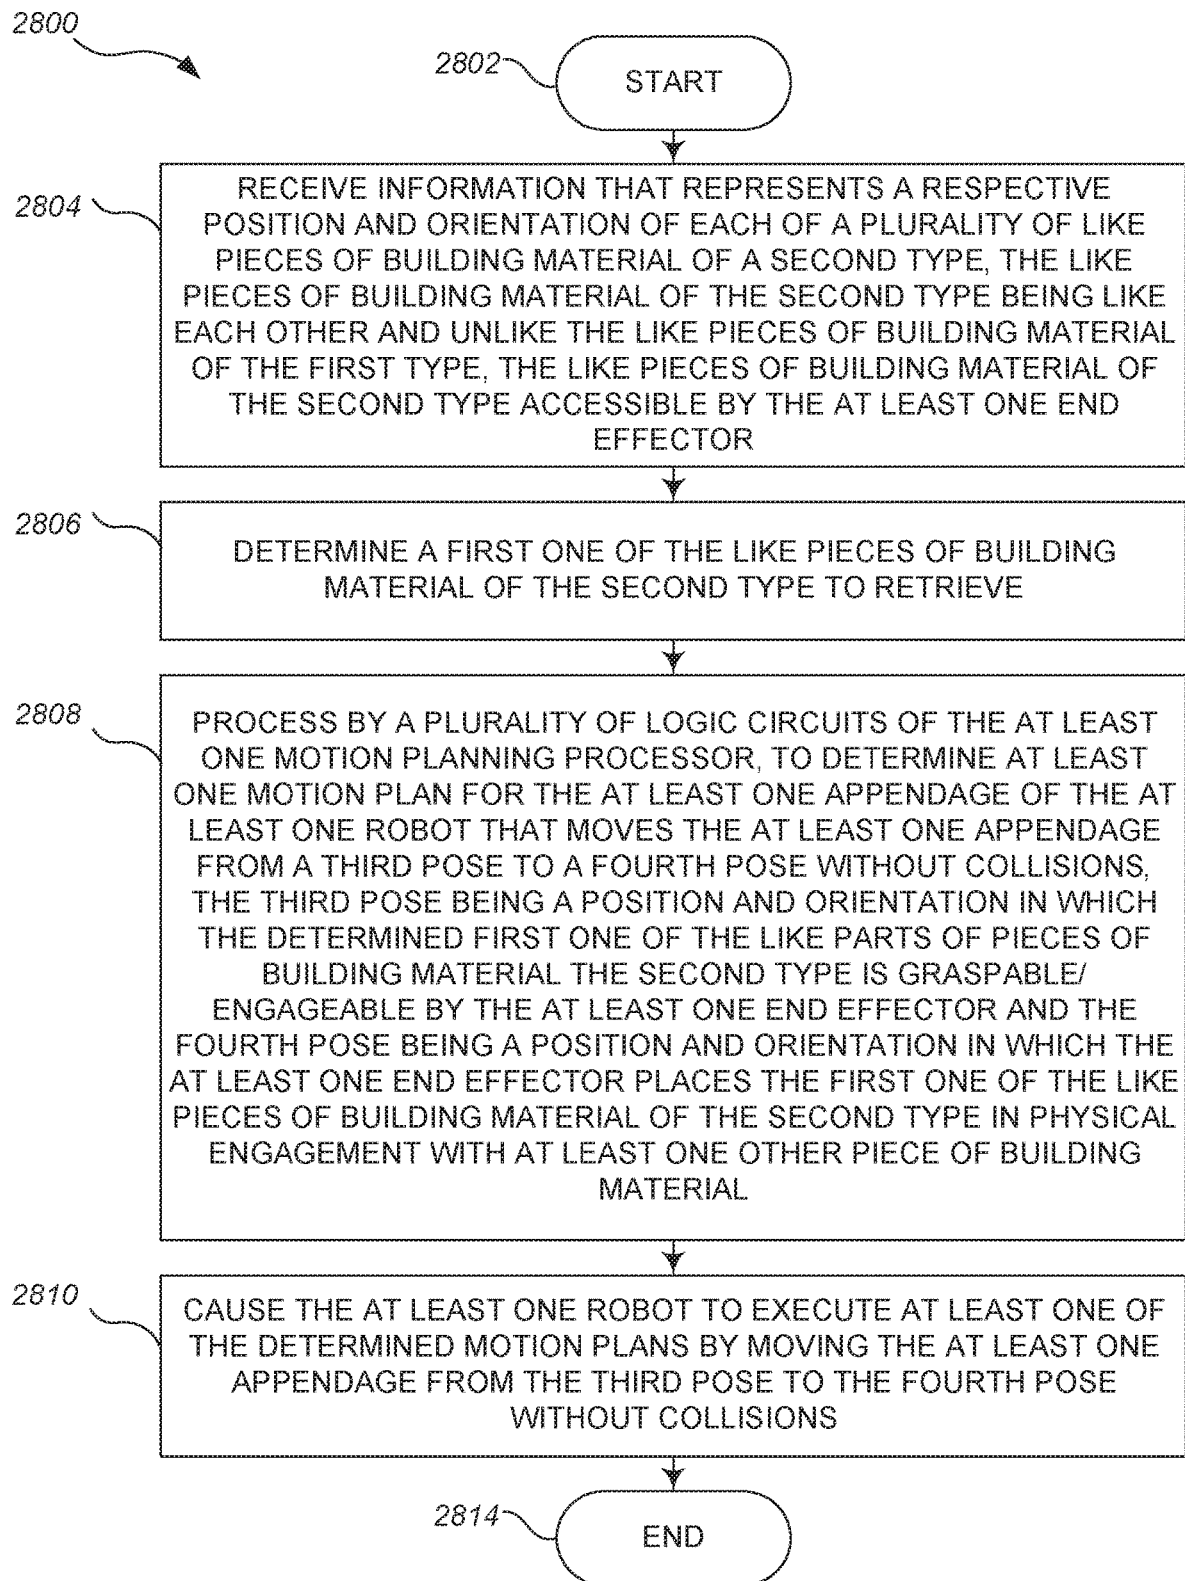 2800
2802
START
2804
RECEIVE INFORMATION THAT REPRESENTS A RESPECTIVE
POSITION AND ORIENTATION OF EACH OF A PLURALITY OF LIKE
PIECES OF BUILDING MATERIAL OF A SECOND TYPE, THE LIKE
PIECES OF BUILDING MATERIAL OF THE SECOND TYPE BEING LIKE
EACH OTHER AND UNLIKE THE LIKE PIECES OF BUILDING MATERIAL
OF THE FIRST TYPE, THE LIKE PIECES OF BUILDING MATERIAL OF
THE SECOND TYPE ACCESSIBLE BY THE AT LEAST ONE END
EFFECTOR
2806
DETERMINE A FIRST ONE OF THE LIKE PIECES OF BUILDING
MATERIAL OF THE SECOND TYPE TO RETRIEVE
2808
PROCESS BY A PLURALITY OF LOGIC CIRCUITS OF THE AT LEAST
ONE MOTION PLANNING PROCESSOR, TO DETERMINE AT LEAST
ONE MOTION PLAN FOR THE AT LEAST ONE APPENDAGE OF THE AT
LEAST ONE ROBOT THAT MOVES THE AT LEAST ONE APPENDAGE
FROM A THIRD POSE TO A FOURTH POSE WITHOUT COLLISIONS,
THE THIRD POSE BEING A POSITION AND ORIENTATION IN WHICH
THE DETERMINED FIRST ONE OF THE LIKE PARTS OF PIECES OF
BUILDING MATERIAL THE SECOND TYPE IS GRASPABLE/
ENGAGEABLE BY THE AT LEAST ONE END EFFECTOR AND THE
FOURTH POSE BEING A POSITION AND ORIENTATION IN WHICH THE
AT LEAST ONE END EFFECTOR PLACES THE FIRST ONE OF THE LIKE
PIECES OF BUILDING MATERIAL OF THE SECOND TYPE IN PHYSICAL
ENGAGEMENT WITH AT LEAST ONE OTHER PIECE OF BUILDING
MATERIAL
2810
CAUSE THE AT LEAST ONE ROBOT TO EXECUTE AT LEAST ONE OF
THE DETERMINED MOTION PLANS BY MOVING THE AT LEAST ONE
APPENDAGE FROM THE THIRD POSE TO THE FOURTH POSE
WITHOUT COLLISIONS
2814
END